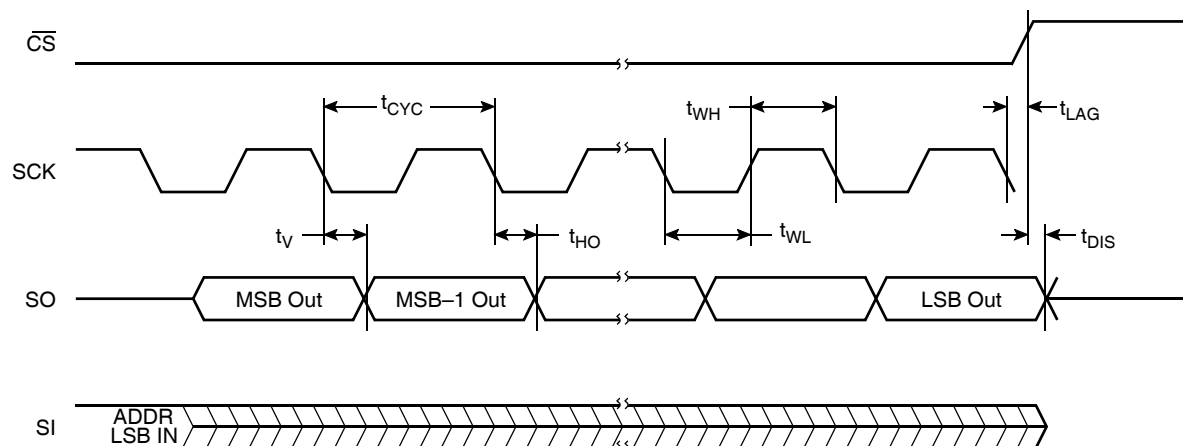 CS
tCYC
tWH
tLAG
SCK
tV
tHO
tWL
tDIS
SO
MSB Out
MSB–1 Out
LSB Out
SI
ADDR
LSB IN